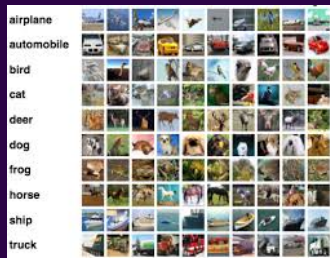 airplane
automobile
bird
cat
deer
dog
frog
horse
ship
truck